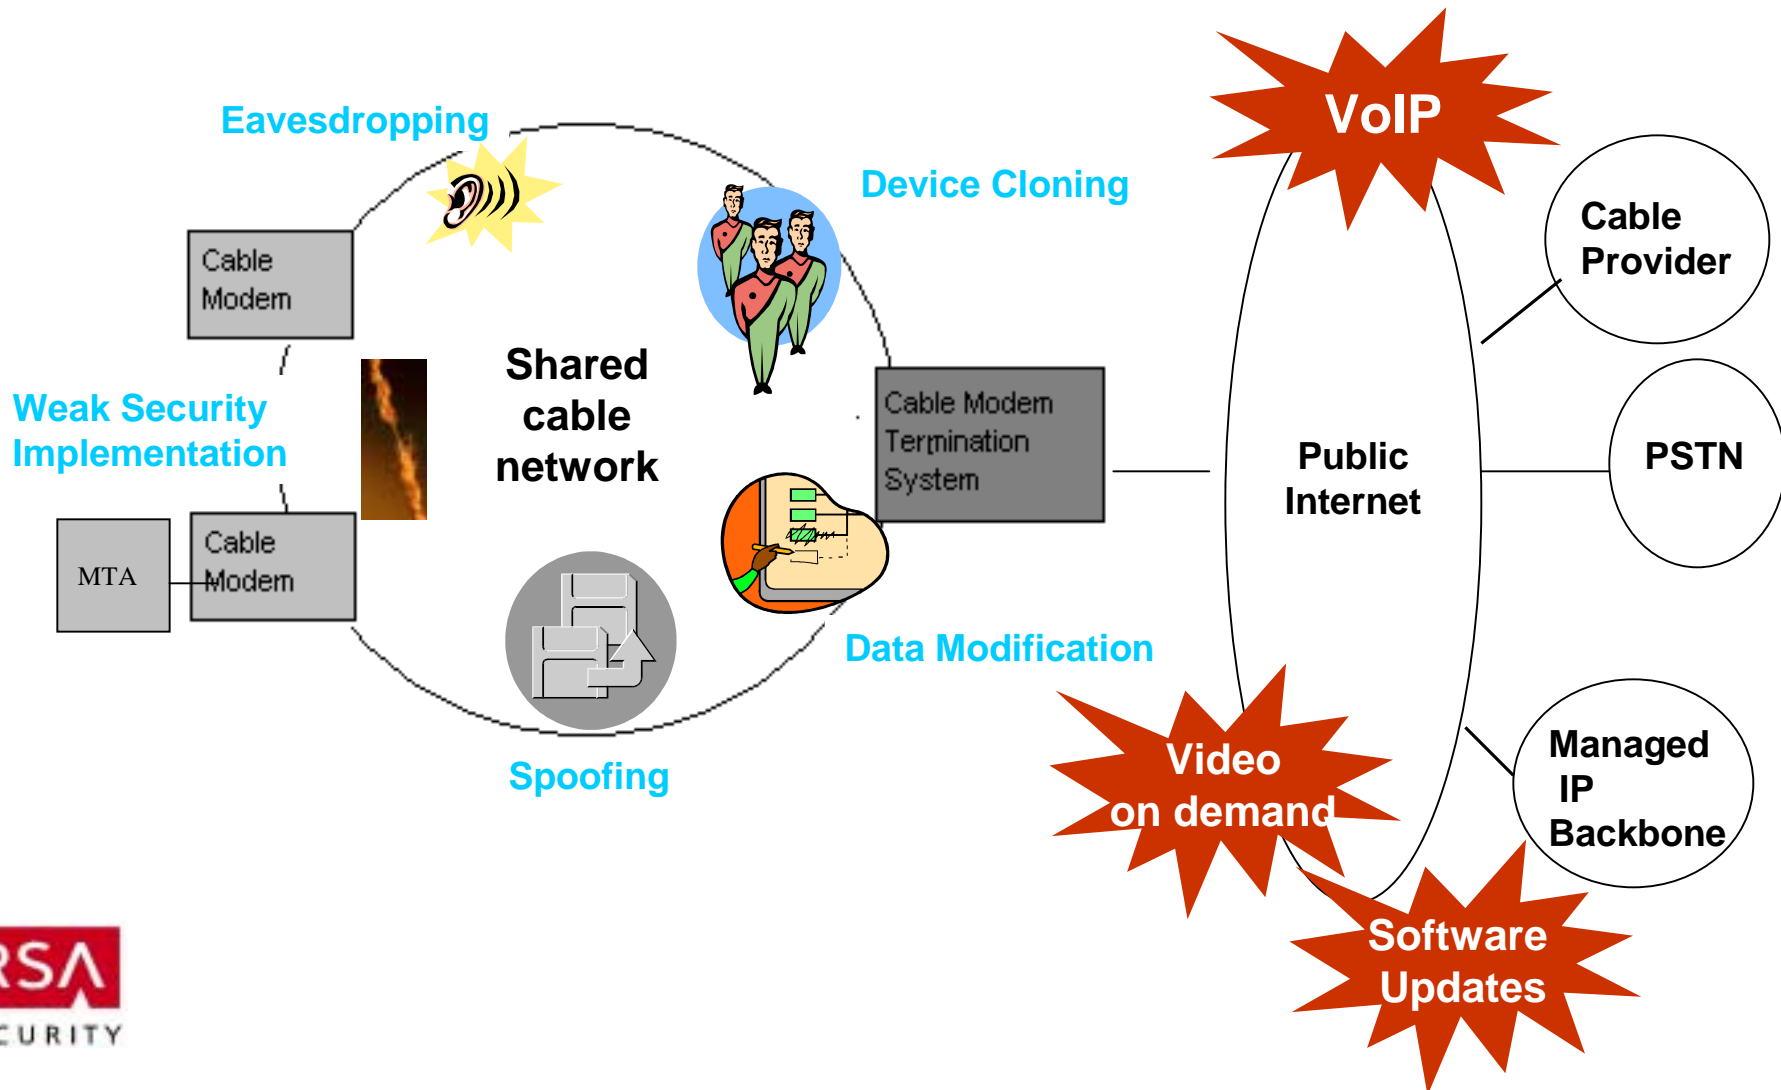 VoIP
Eavesdropping
Device Cloning
Cable
Provider
Cable
Modem
Shared
cable
network
Weak Security
Implementation
Cable Modem
Termination
System
Public
Internet
PSTN
MTA
Cable
Modem
Data Modification
Spoofing
Video
on demand
Managed
IP
Backbone
Software
Updates
RSA
CURITY